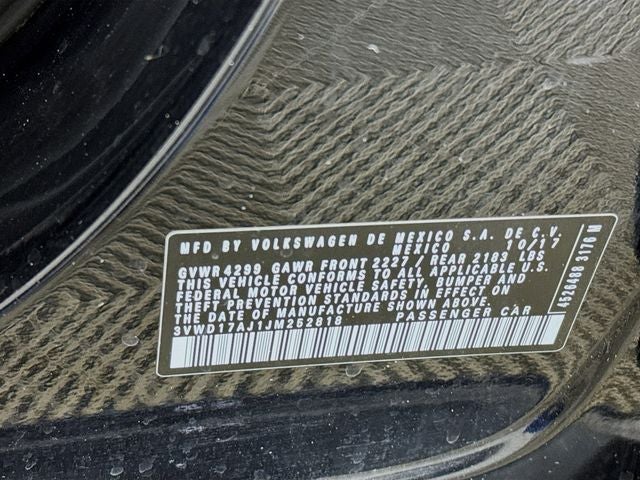 MFD BY VOLKSWAGEN DE MEXICO S.A. DE C.V.
MEXICO 10/17
GVWR 4299 GAWR FRONT 2227 / REAR 2183 LBS
THIS VEHICLE CONFORMS TO ALL APPLICABLE U.S.
FEDERAL MOTOR VEHICLE SAFETY, BUMPER AND
THEFT PREVENTION STANDARDS IN EFFECT ON
THE DATE OF MANUFACTURE SHOWN ABOVE.
3VWD17AJ1JM252818 PASSENGER CAR
3176 M